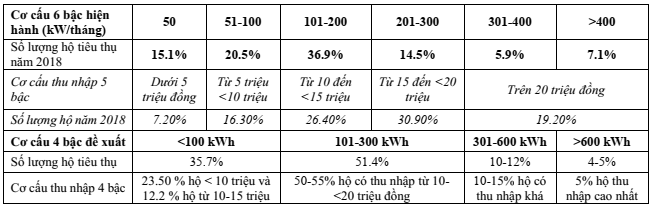 Cơ cấu 6 bậc hiện hành (kW/tháng) 50 51-100 101-200 201-300 301-400 >400
Số lượng hộ tiêu thụ năm 2018 15.1% 20.5% 36.9% 14.5% 5.9% 7.1%
Cơ cấu thu nhập 5 bậc Dưới 5 triệu đồng Từ 5 triệu <10 triệu Từ 10 đến <15 triệu Từ 15 đến <20 triệu Trên 20 triệu đồng
Số lượng hộ năm 2018 7.20% 16.30% 26.40% 30.90% 19.20%
Cơ cấu 4 bậc đề xuất <100 kWh 101-300 kWh 301-600 kWh >600 kWh
Số lượng hộ tiêu thụ 35.7% 51.4% 10-12% 4-5%
Cơ cấu thu nhập 4 bậc 23.50 % hộ < 10 triệu và 12.2 % hộ từ 10-15 triệu 50-55% hộ có thu nhập từ 10-<20 triệu đồng 10-15% hộ có thu nhập khá 5% hộ thu nhập cao nhất